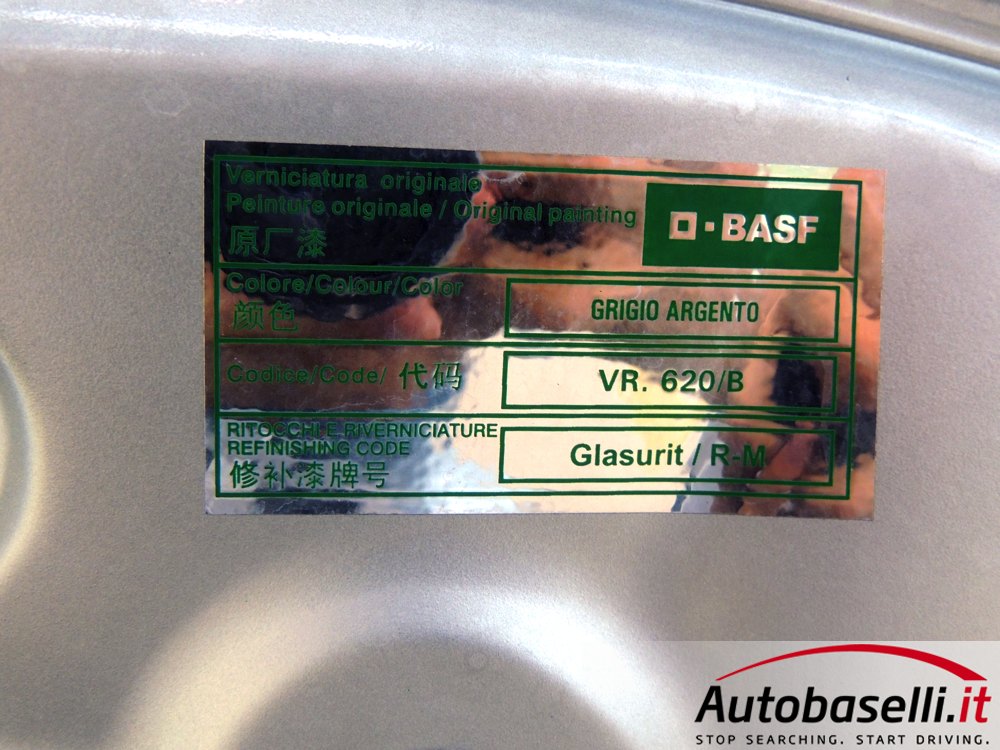 Verniciatura originale
Peinture originale / Original painting
原厂漆
BASF
Colore/Colour/Color
颜色
GRIGIO ARGENTO
Codice/Code/ 代码
VR. 620/B
RITOCCHI E RIVERNICIATURE
REFINISHING CODE
修补漆牌号
Glasurit / R-M
Autobaselli.it
STOP SEARCHING. START DRIVING.